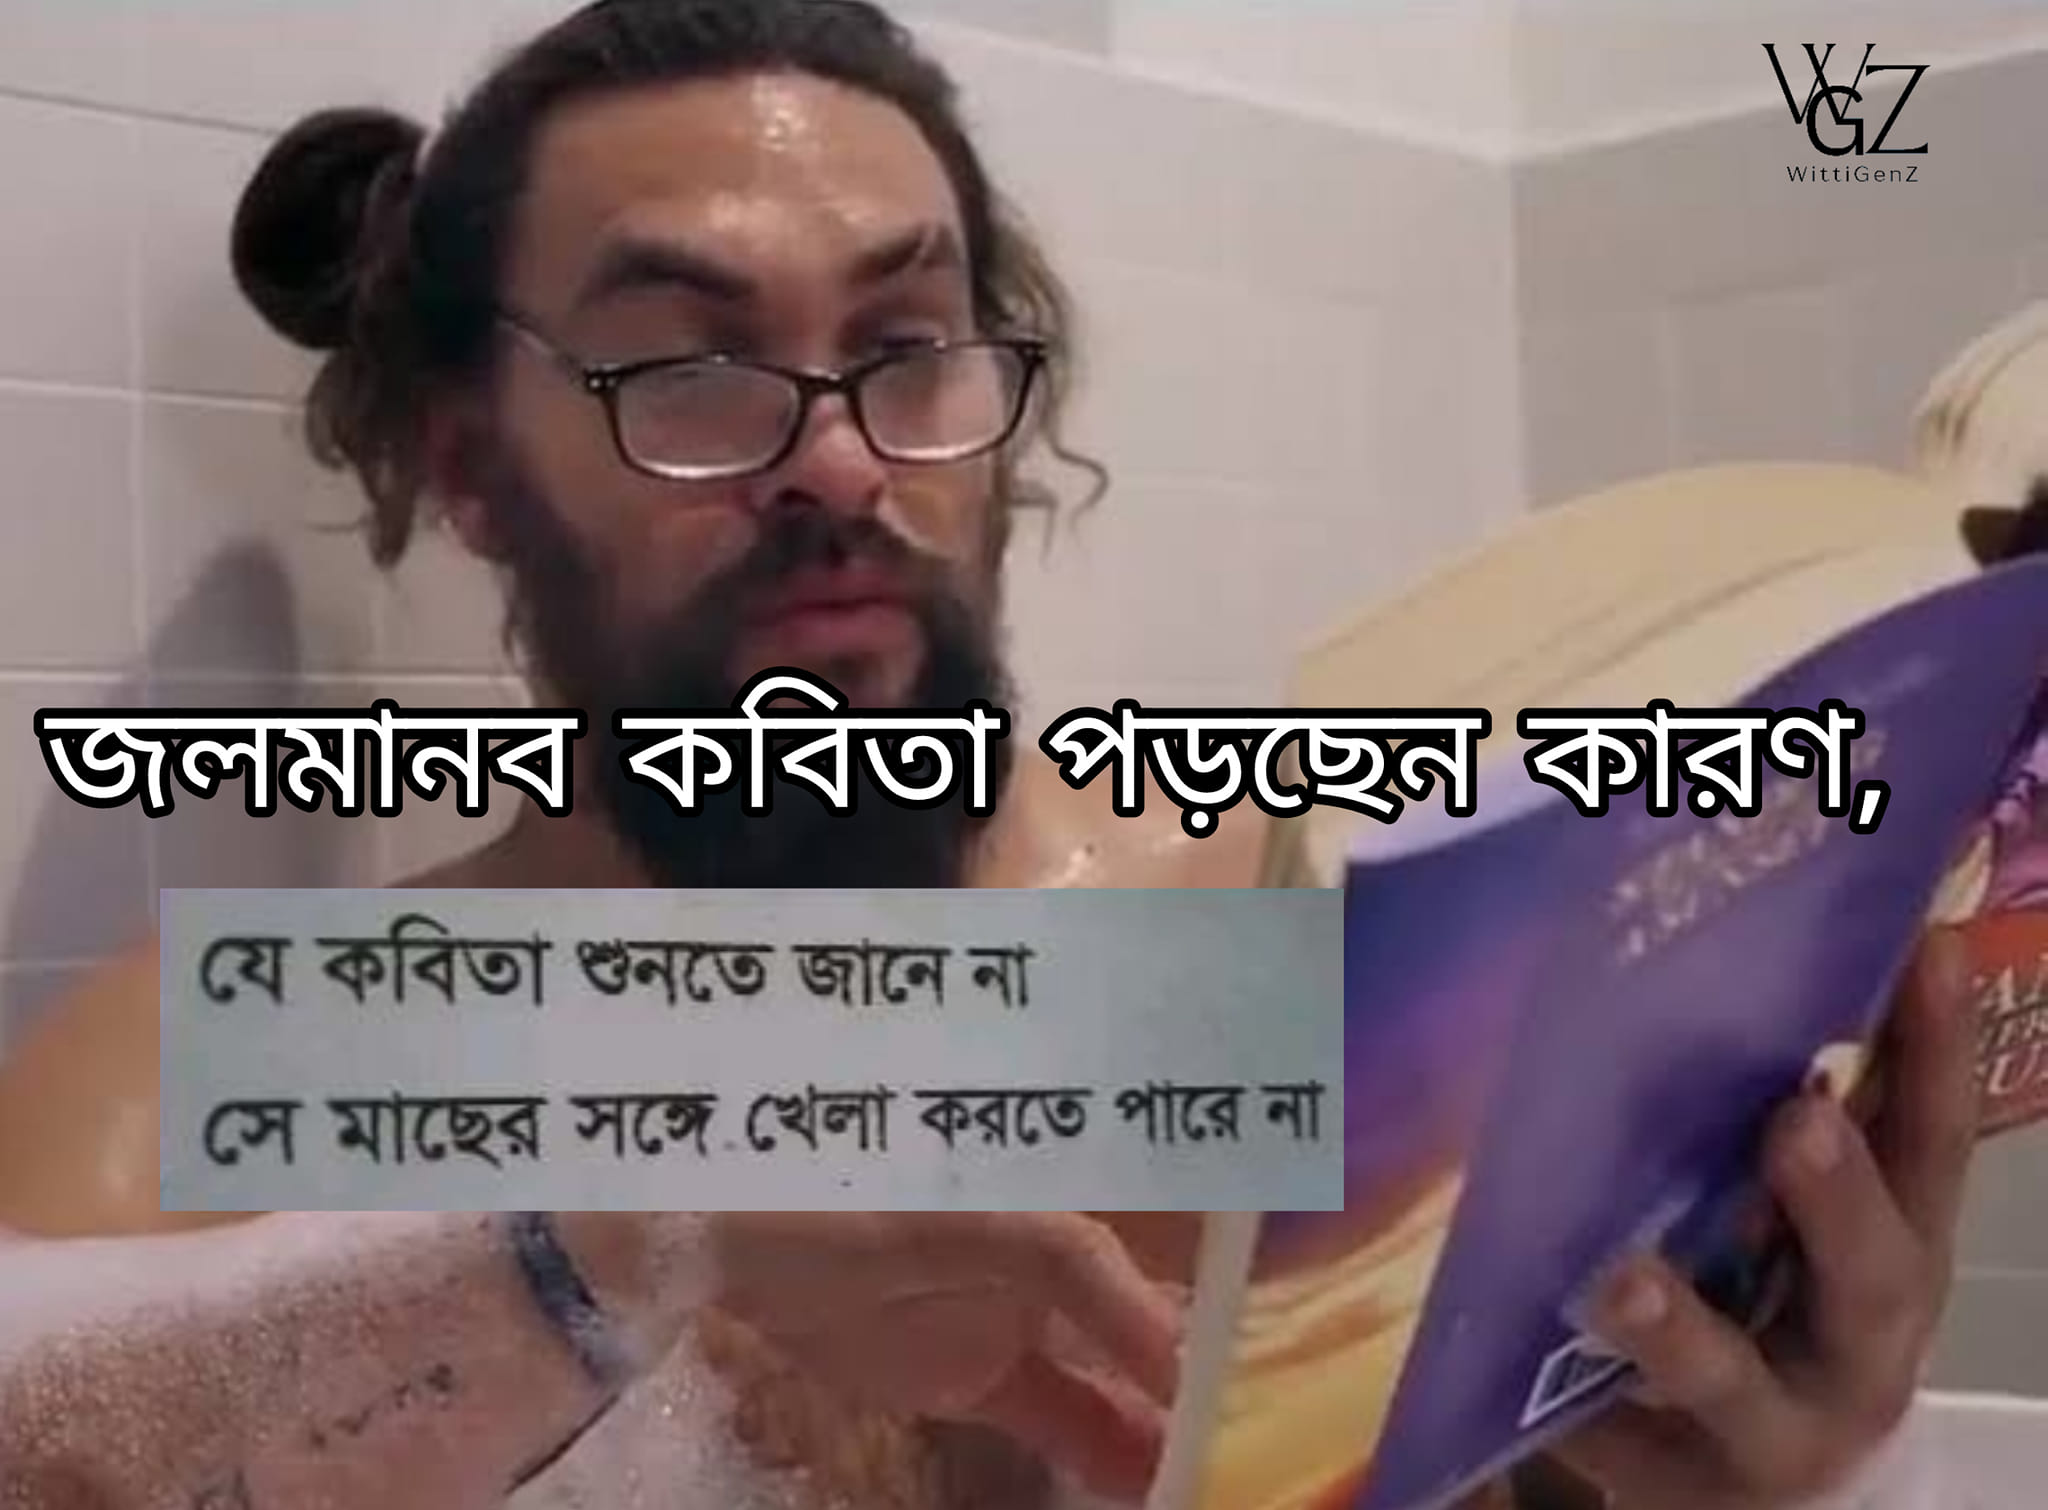 WGZ
WittiGenZ
জলমানব কবিতা পড়ছেন কারণ,
যে কবিতা শুনতে জানে না
সে মাছের সঙ্গে খেলা করতে পারে না